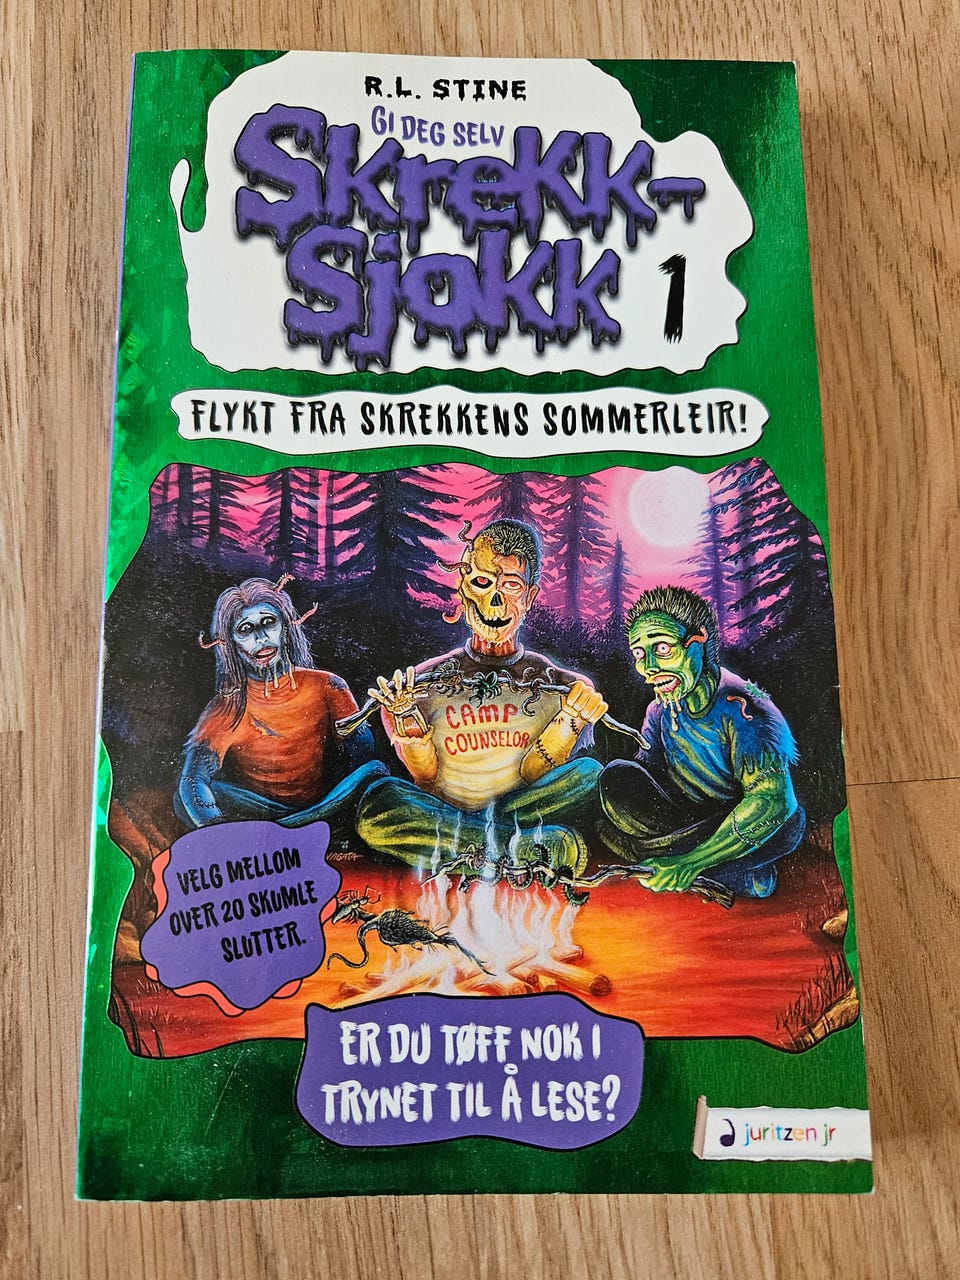 R.L. STINE
GI DEG SELV
SKREKK-
SJOKK 1
FLYKT FRA SKREKKENS SOMMERLEIR!
CAMP
COUNSELOR
VAGATA
VELG MELLOM
OVER 20 SKUMLE
SLUTTER.
ER DU TØFF NOK I
TRYNET TIL Å LESE?
juritzen jr